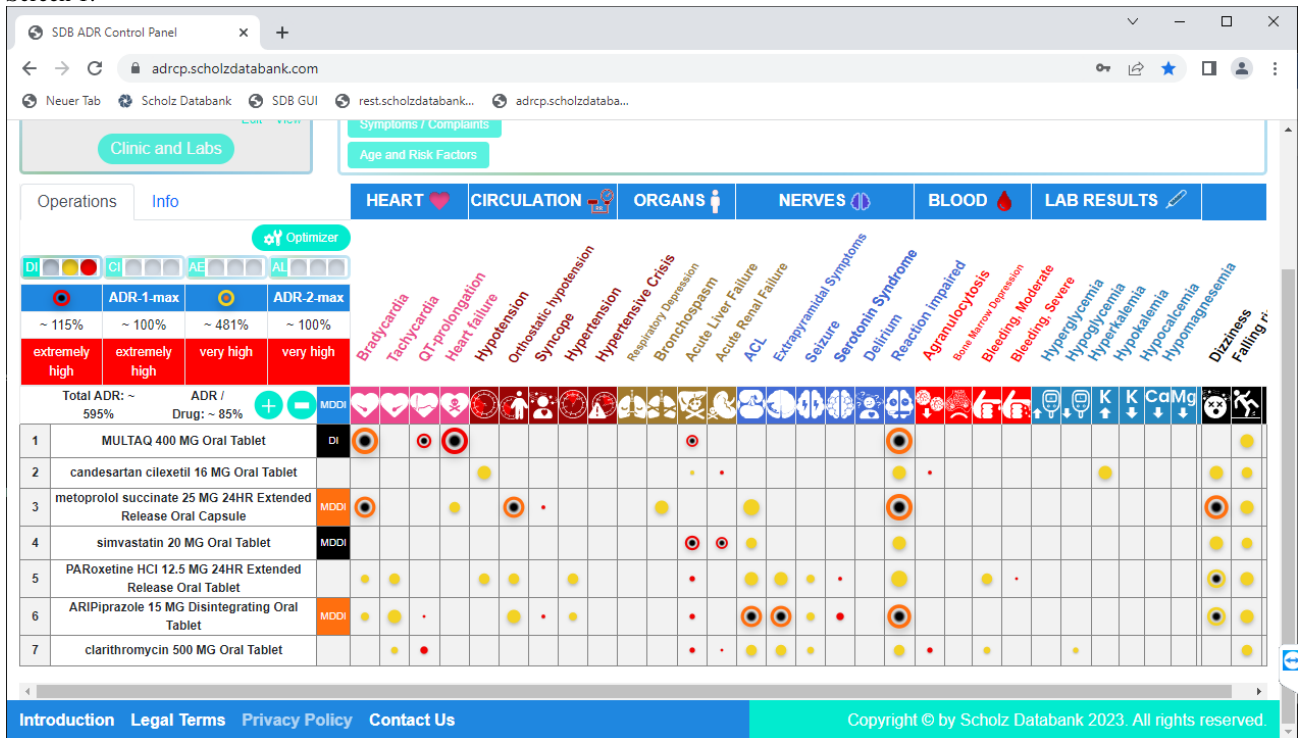 SDB ADR Control Panel
adrcp.scholzdatabank.com
Neuer Tab Scholz Databank SDB GUI rest.scholzdatabank... adrcp.scholzdataba...
Symptoms / Complaints
Clinic and Labs
Age and Risk Factors
Operations Info
HEART CIRCULATION ORGANS NERVES BLOOD LAB RESULTS
Optimizer
DI CI AE AL
ADR-1-max ADR-2-max
~ 115% ~ 100% ~ 481% ~ 100%
extremely high extremely high very high very high
Total ADR: ~ 595% ADR / Drug: ~ 85% MDDI
Bradycardia
Tachycardia
QT-prolongation
Heart failure
Hypotension
Orthostatic hypotension
Syncope
Hypertension
Hypertensive Crisis
Respiratory Depression
Bronchospasm
Acute Liver Failure
Acute Renal Failure
ACL
Extrapyramidal Symptoms
Seizure
Serotonin Syndrome
Delirium
Reaction impaired
Agranulocytosis
Bone Marrow Depression
Bleeding, Moderate
Bleeding, Severe
Hyperglycemia
Hypoglycemia
Hyperkalemia
Hypokalemia
Hypocalcemia
Hypomagnesemia
Dizziness
Falling
K K Ca Mg
1 MULTAQ 400 MG Oral Tablet DI
2 candesartan cilexetil 16 MG Oral Tablet
3 metoprolol succinate 25 MG 24HR Extended
Release Oral Capsule MDDI
4 simvastatin 20 MG Oral Tablet MDDI
5 PARoxetine HCl 12.5 MG 24HR Extended
Release Oral Tablet
6 ARIPiprazole 15 MG Disintegrating Oral
Tablet MDDI
7 clarithromycin 500 MG Oral Tablet
Introduction Legal Terms Privacy Policy Contact Us Copyright © by Scholz Databank 2023. All rights reserved.